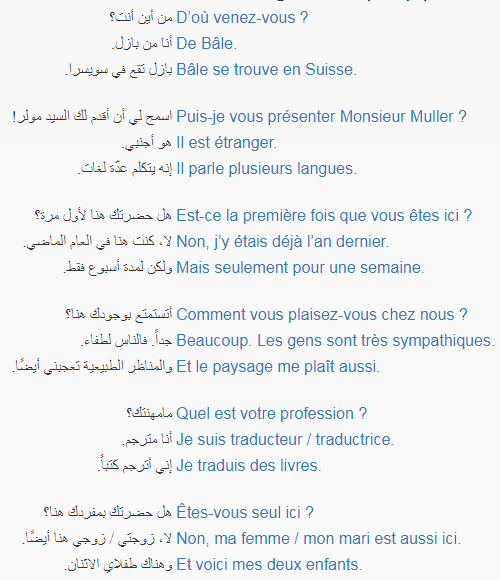 من أين أنت؟ D’où venez-vous ?
أنا من بازل. De Bâle.
بازل تقع في سويسرا. Bâle se trouve en Suisse.
اسمح لي أن أقدم لك السيد مولر! Puis-je vous présenter Monsieur Muller ?
هو أجنبي. Il est étranger.
إنه يتكلم عدّة لغات. Il parle plusieurs langues.
هل حضرتك هنا لأول مرة؟ Est-ce la première fois que vous êtes ici ?
لا، كنت هنا في العام الماضي. Non, j’y étais déjà l’an dernier.
ولكن لمدة أسبوع فقط. Mais seulement pour une semaine.
أتستمتع بوجودك هنا؟ Comment vous plaisez-vous chez nous ?
جداً. فالناس لطفاء. Beaucoup. Les gens sont très sympathiques.
والمناظر الطبيعية تعجبني أيضًا. Et le paysage me plaît aussi.
مامهنتك؟ Quel est votre profession ?
أنا مترجم. Je suis traducteur / traductrice.
إني أترجم كتباً. Je traduis des livres.
هل حضرتك بمفردك هنا؟ Êtes-vous seul ici ?
لا، زوجتي / زوجي هنا أيضًا. Non, ma femme / mon mari est aussi ici.
وهناك طفلاي الاثنان. Et voici mes deux enfants.